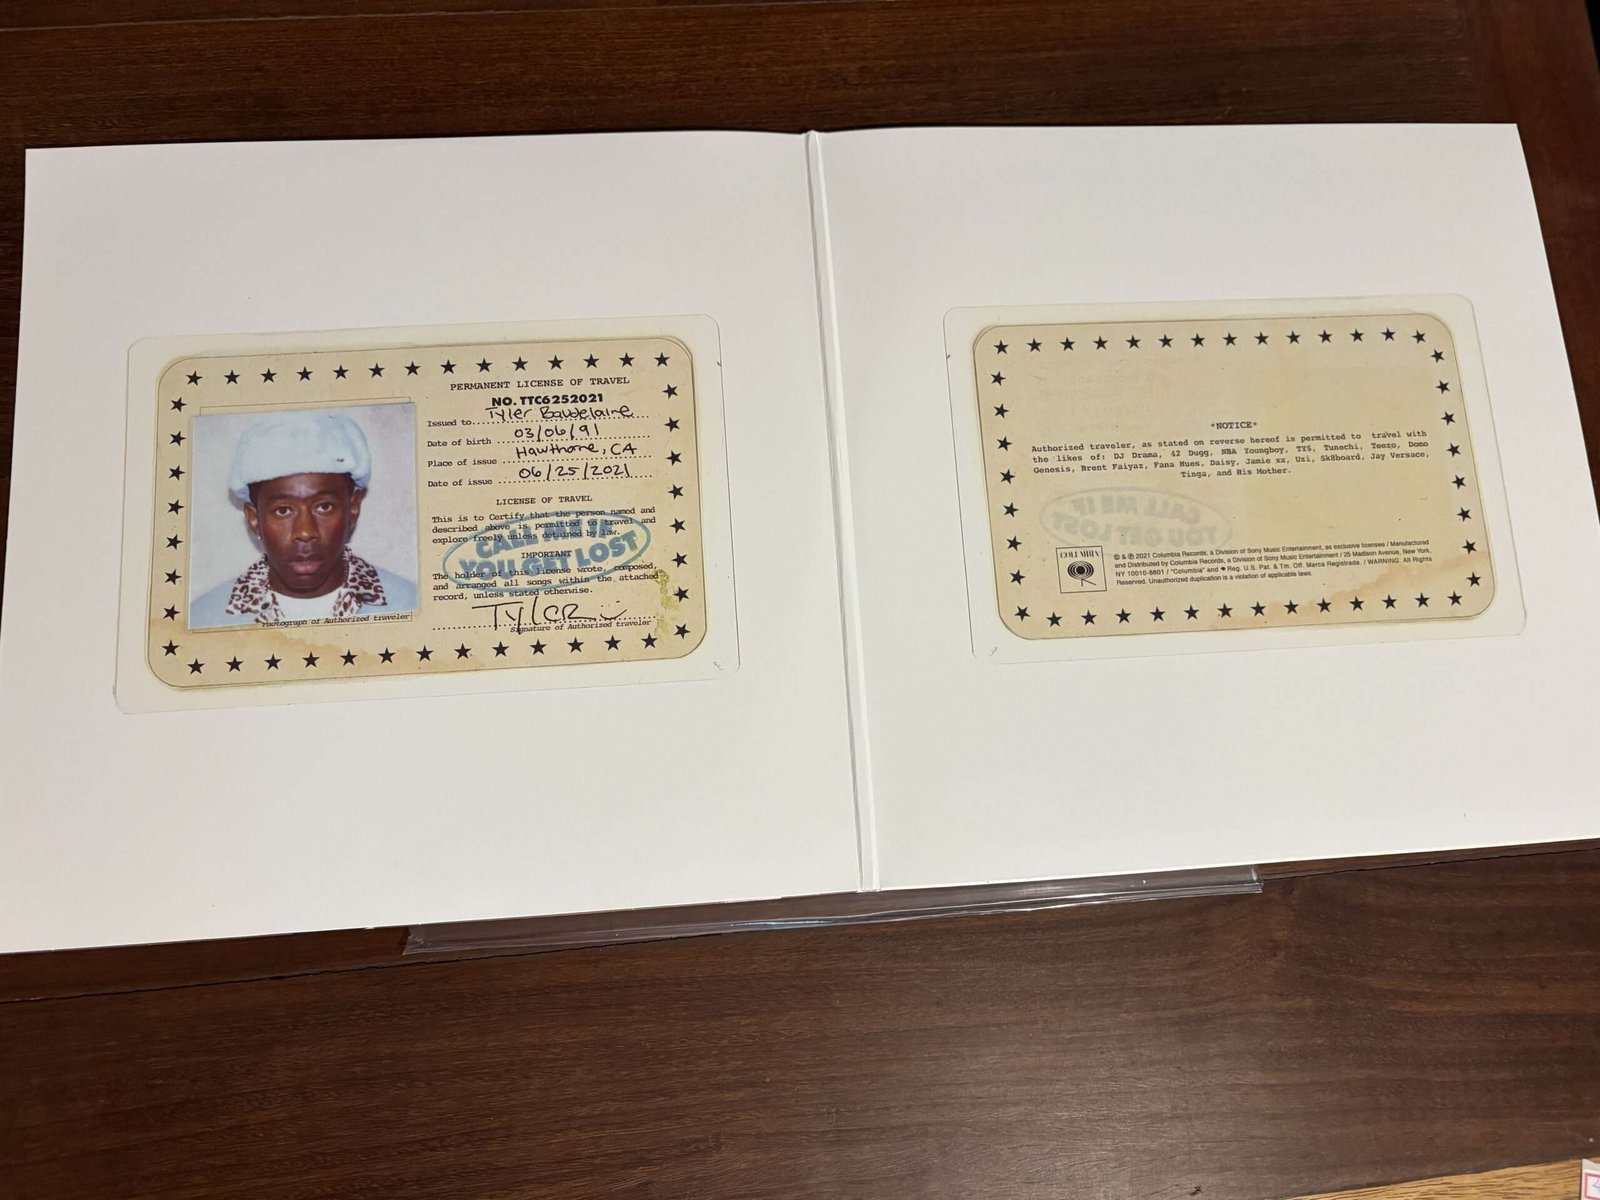 PERMANENT LICENSE OF TRAVEL
NO. TTC6252021
Issued to Tyler Baudelaire
Date of birth 03/06/91
Place of issue Hawthorne, CA
Date of issue 06/25/2021
LICENSE OF TRAVEL
This is to Certify that the person named and
described above is permitted to travel and
explore freely unless detained by law.
CALL ME IF
YOU GET LOST
IMPORTANT
The holder of this license wrote, composed,
and arranged all songs within the attached
record, unless stated otherwise.
TYLER
Signature of Authorized traveler
Photograph of Authorized traveler
*NOTICE*
Authorized traveler, as stated on reverse hereof is permitted to travel with
the likes of: DJ Drama, 42 Dugg, NBA Youngboy, TY$, Tunechi, Teezo, Domo
Genesis, Brent Faiyaz, Fana Hues, Daisy, Jamie xx, Uzi, Sk8board, Jay Versace,
Tinga, and His Mother.
CALL ME IF
YOU GET LOST
COLUMBIA
© & ℗ 2021 Columbia Records, a Division of Sony Music Entertainment, as exclusive licensee / Manufactured
and Distributed by Columbia Records, a Division of Sony Music Entertainment / 25 Madison Avenue, New York,
NY 10010-8601 / "Columbia" and Reg. U.S. Pat. & Tm. Off. Marca Registrada. / WARNING: All Rights
Reserved. Unauthorized duplication is a violation of applicable laws.